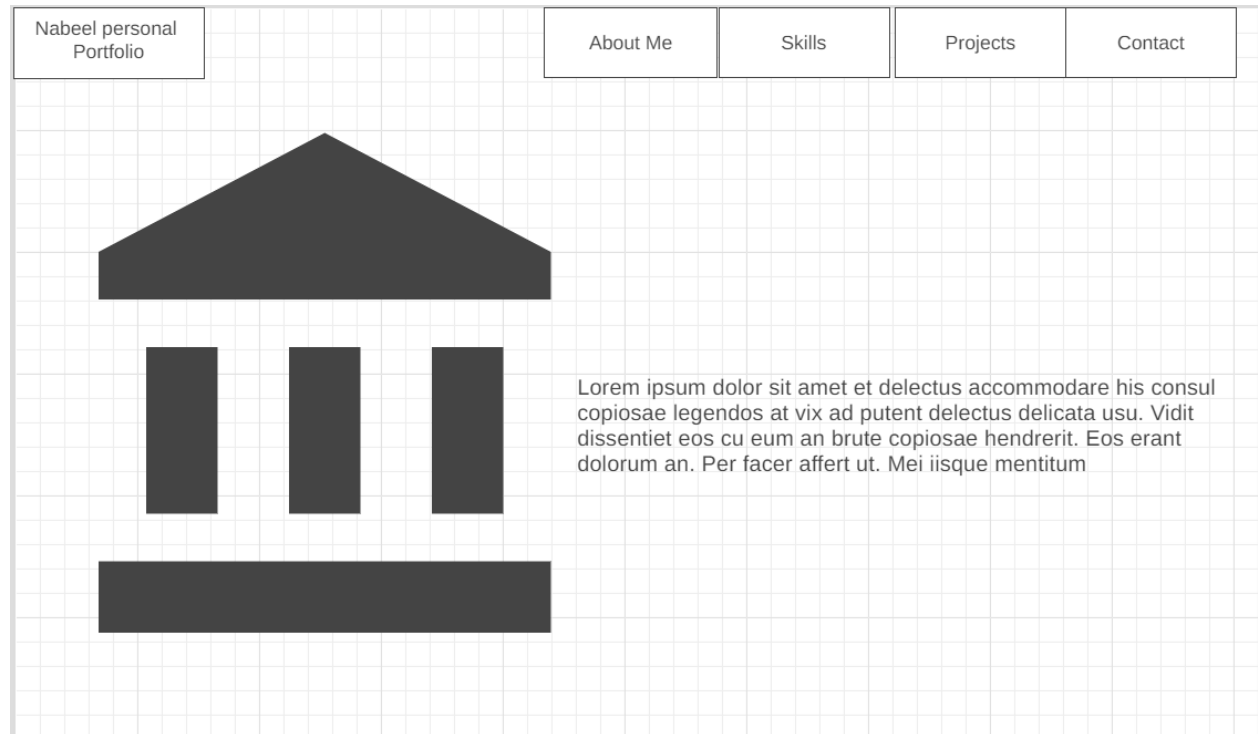 Nabeel personal
Portfolio
About Me
Skills
Projects
Contact
Lorem ipsum dolor sit amet et delectus accommodare his consul
copiosae legendos at vix ad putent delectus delicata usu. Vidit
dissentiet eos cu eum an brute copiosae hendrerit. Eos erant
dolorum an. Per facer affert ut. Mei iisque mentitum